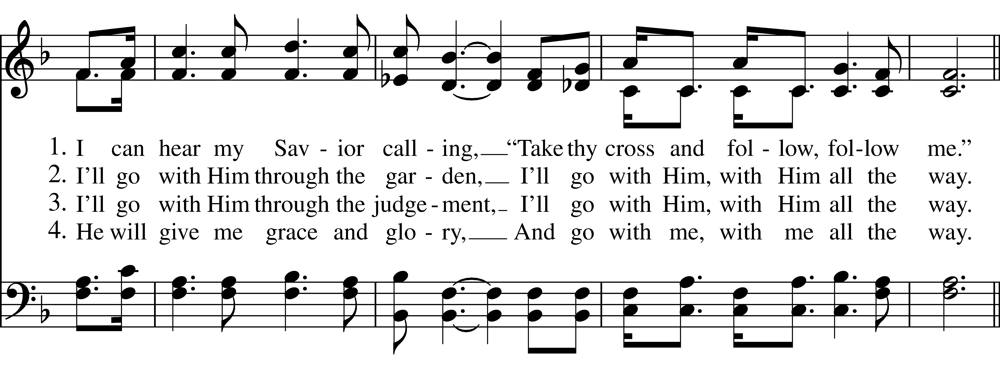 1. I can hear my Sav - ior call - ing, “Take thy cross and fol - low, fol - low me.”
2. I’ll go with Him through the gar - den, I’ll go with Him, with Him all the way.
3. I’ll go with Him through the judge - ment, I’ll go with Him, with Him all the way.
4. He will give me grace and glo - ry, And go with me, with me all the way.